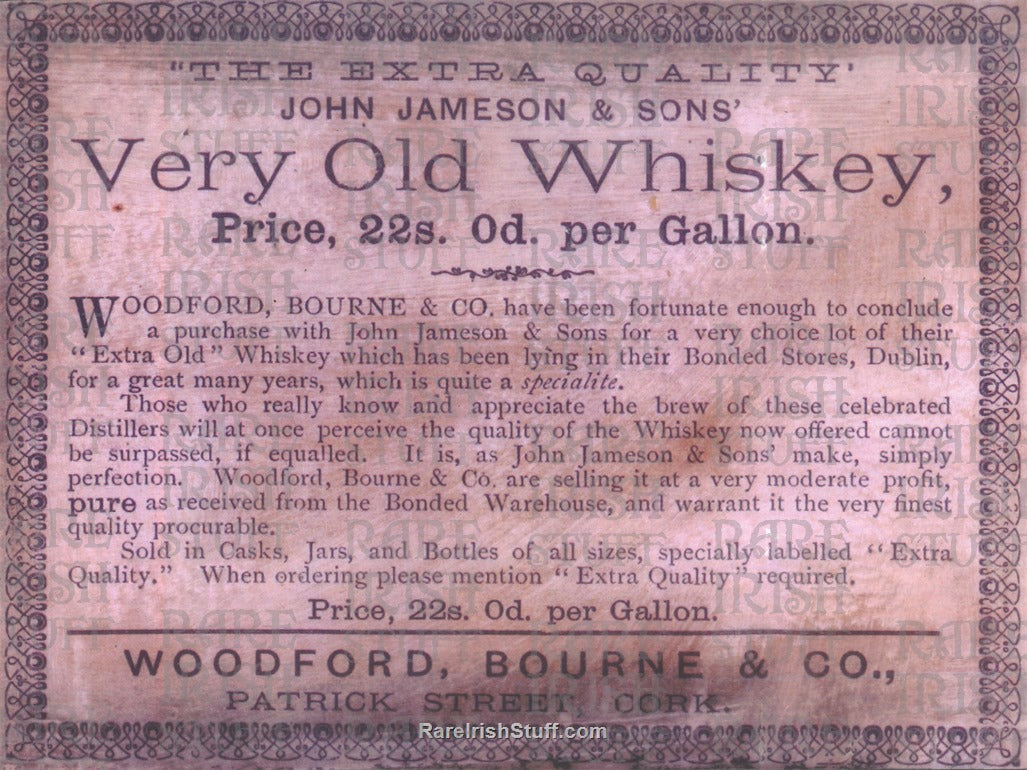 "THE EXTRA QUALITY'
JOHN JAMESON & SONS'
Very Old Whiskey,
Price, 22s. 0d. per Gallon.
WOODFORD, BOURNE & CO. have been fortunate enough to conclude
a purchase with John Jameson & Sons for a very choice lot of their
"Extra Old" Whiskey which has been lying in their Bonded Stores, Dublin,
for a great many years, which is quite a specialite.
Those who really know and appreciate the brew of these celebrated
Distillers will at once perceive the quality of the Whiskey now offered cannot
be surpassed, if equalled. It is, as John Jameson & Sons' make, simply
perfection. Woodford, Bourne & Co. are selling it at a very moderate profit,
pure as received from the Bonded Warehouse, and warrant it the very finest
quality procurable.
Sold in Casks, Jars, and Bottles of all sizes, specially labelled "Extra
Quality." When ordering please mention "Extra Quality" required.
Price, 22s. 0d. per Gallon.
WOODFORD, BOURNE & CO.,
PATRICK STREET, CORK.
RareIrishStuff.com